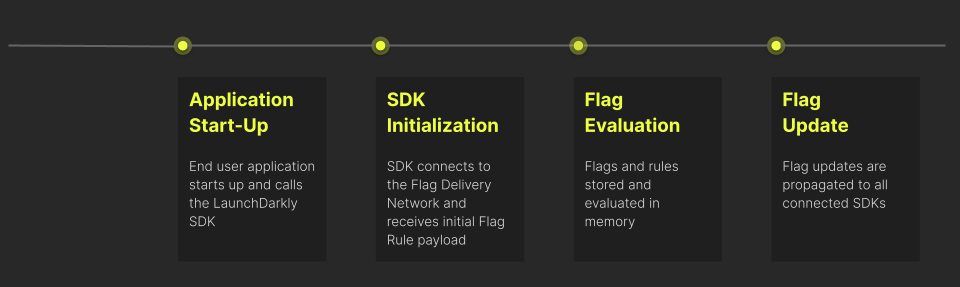 Application
Start-Up
End user application
starts up and calls
the LaunchDarkly
SDK
SDK
Initialization
SDK connects to
the Flag Delivery
Network and
receives initial Flag
Rule payload
Flag
Evaluation
Flags and rules
stored and
evaluated in
memory
Flag
Update
Flag updates are
propagated to all
connected SDKs